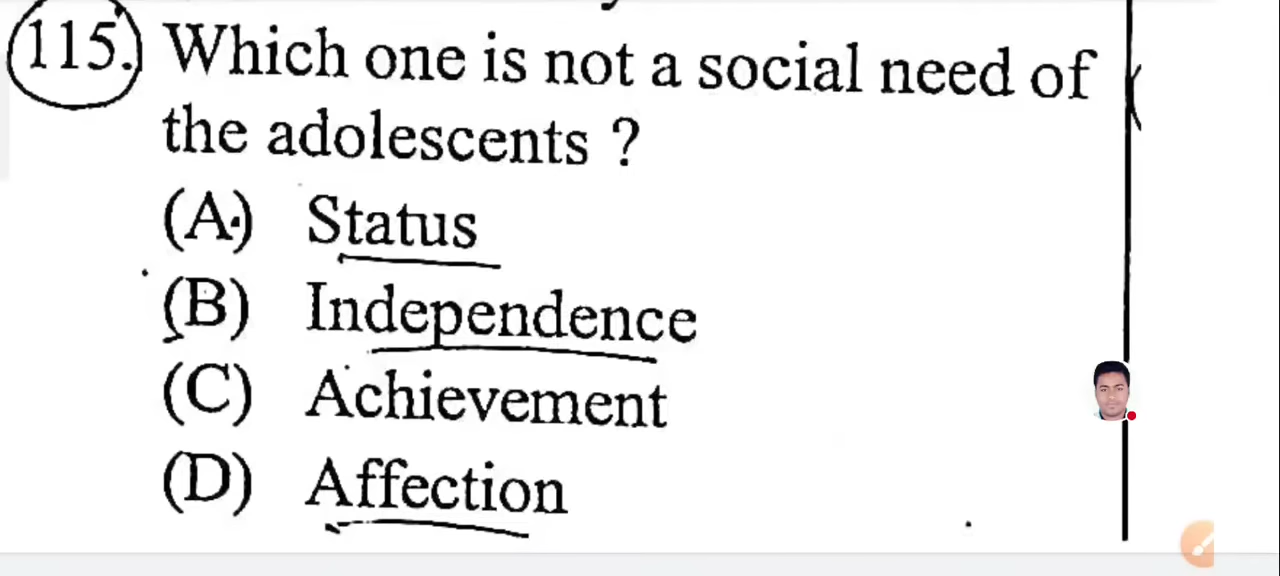 115. Which one is not a social need of
the adolescents ?
(A) Status
(B) Independence
(C) Achievement
(D) Affection